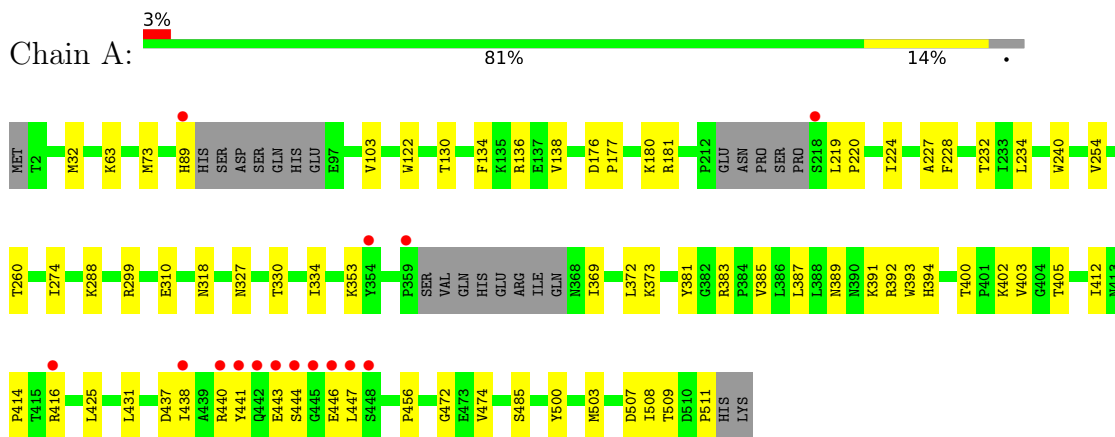 3%
Chain A:
81% 14% •
MET T2 M32 K63 M73 H89 HIS SER ASP SER GLN HIS GLU E97 V103 W122 T130 F134 K135 R136 E137 V138 D176 P177 K180 R181 P212 GLU ASN PRO SER PRO S218 L219 P220 I224 A227 F228 T232 I233 L234 W240 V254
T260 I274 K288 R299 E310 N318 N327 T330 I334 K353 Y354 P359 SER VAL GLN HIS GLU ARG ILE GLN N368 I369 L372 K373 Y381 G382 R383 P384 V385 L386 L387 L388 N389 N390 K391 R392 W393 H394 T400 P401 K402 V403 G404 T405 I412 N413
P414 T415 R416 L425 L431 D437 I438 A439 R440 Y441 Q442 E443 S444 G445 E446 L447 S448 P456 G472 E473 V474 S485 Y500 M503 D507 I508 T509 D510 P511 HIS LYS